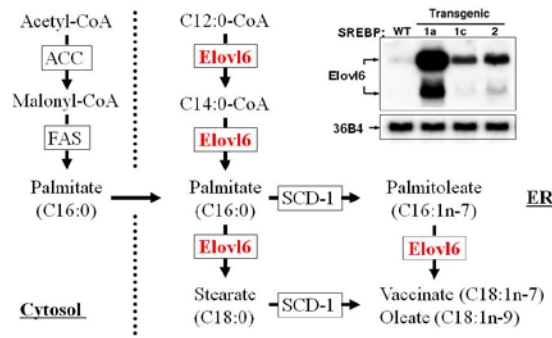 Acetyl-CoA
ACC
Malonyl-CoA
FAS
Palmitate
(C16:0)
Cytosol
C12:0-CoA
Elovl6
C14:0-CoA
Elovl6
Palmitate
(C16:0)
Elovl6
Stearate
(C18:0)
SCD-1
SCD-1
Palmitoleate
(C16:1n-7)
Elovl6
Vaccinate (C18:1n-7)
Oleate (C18:1n-9)
ER
Transgenic
SREBP: WT 1a 1c 2
Elovl6
36B4